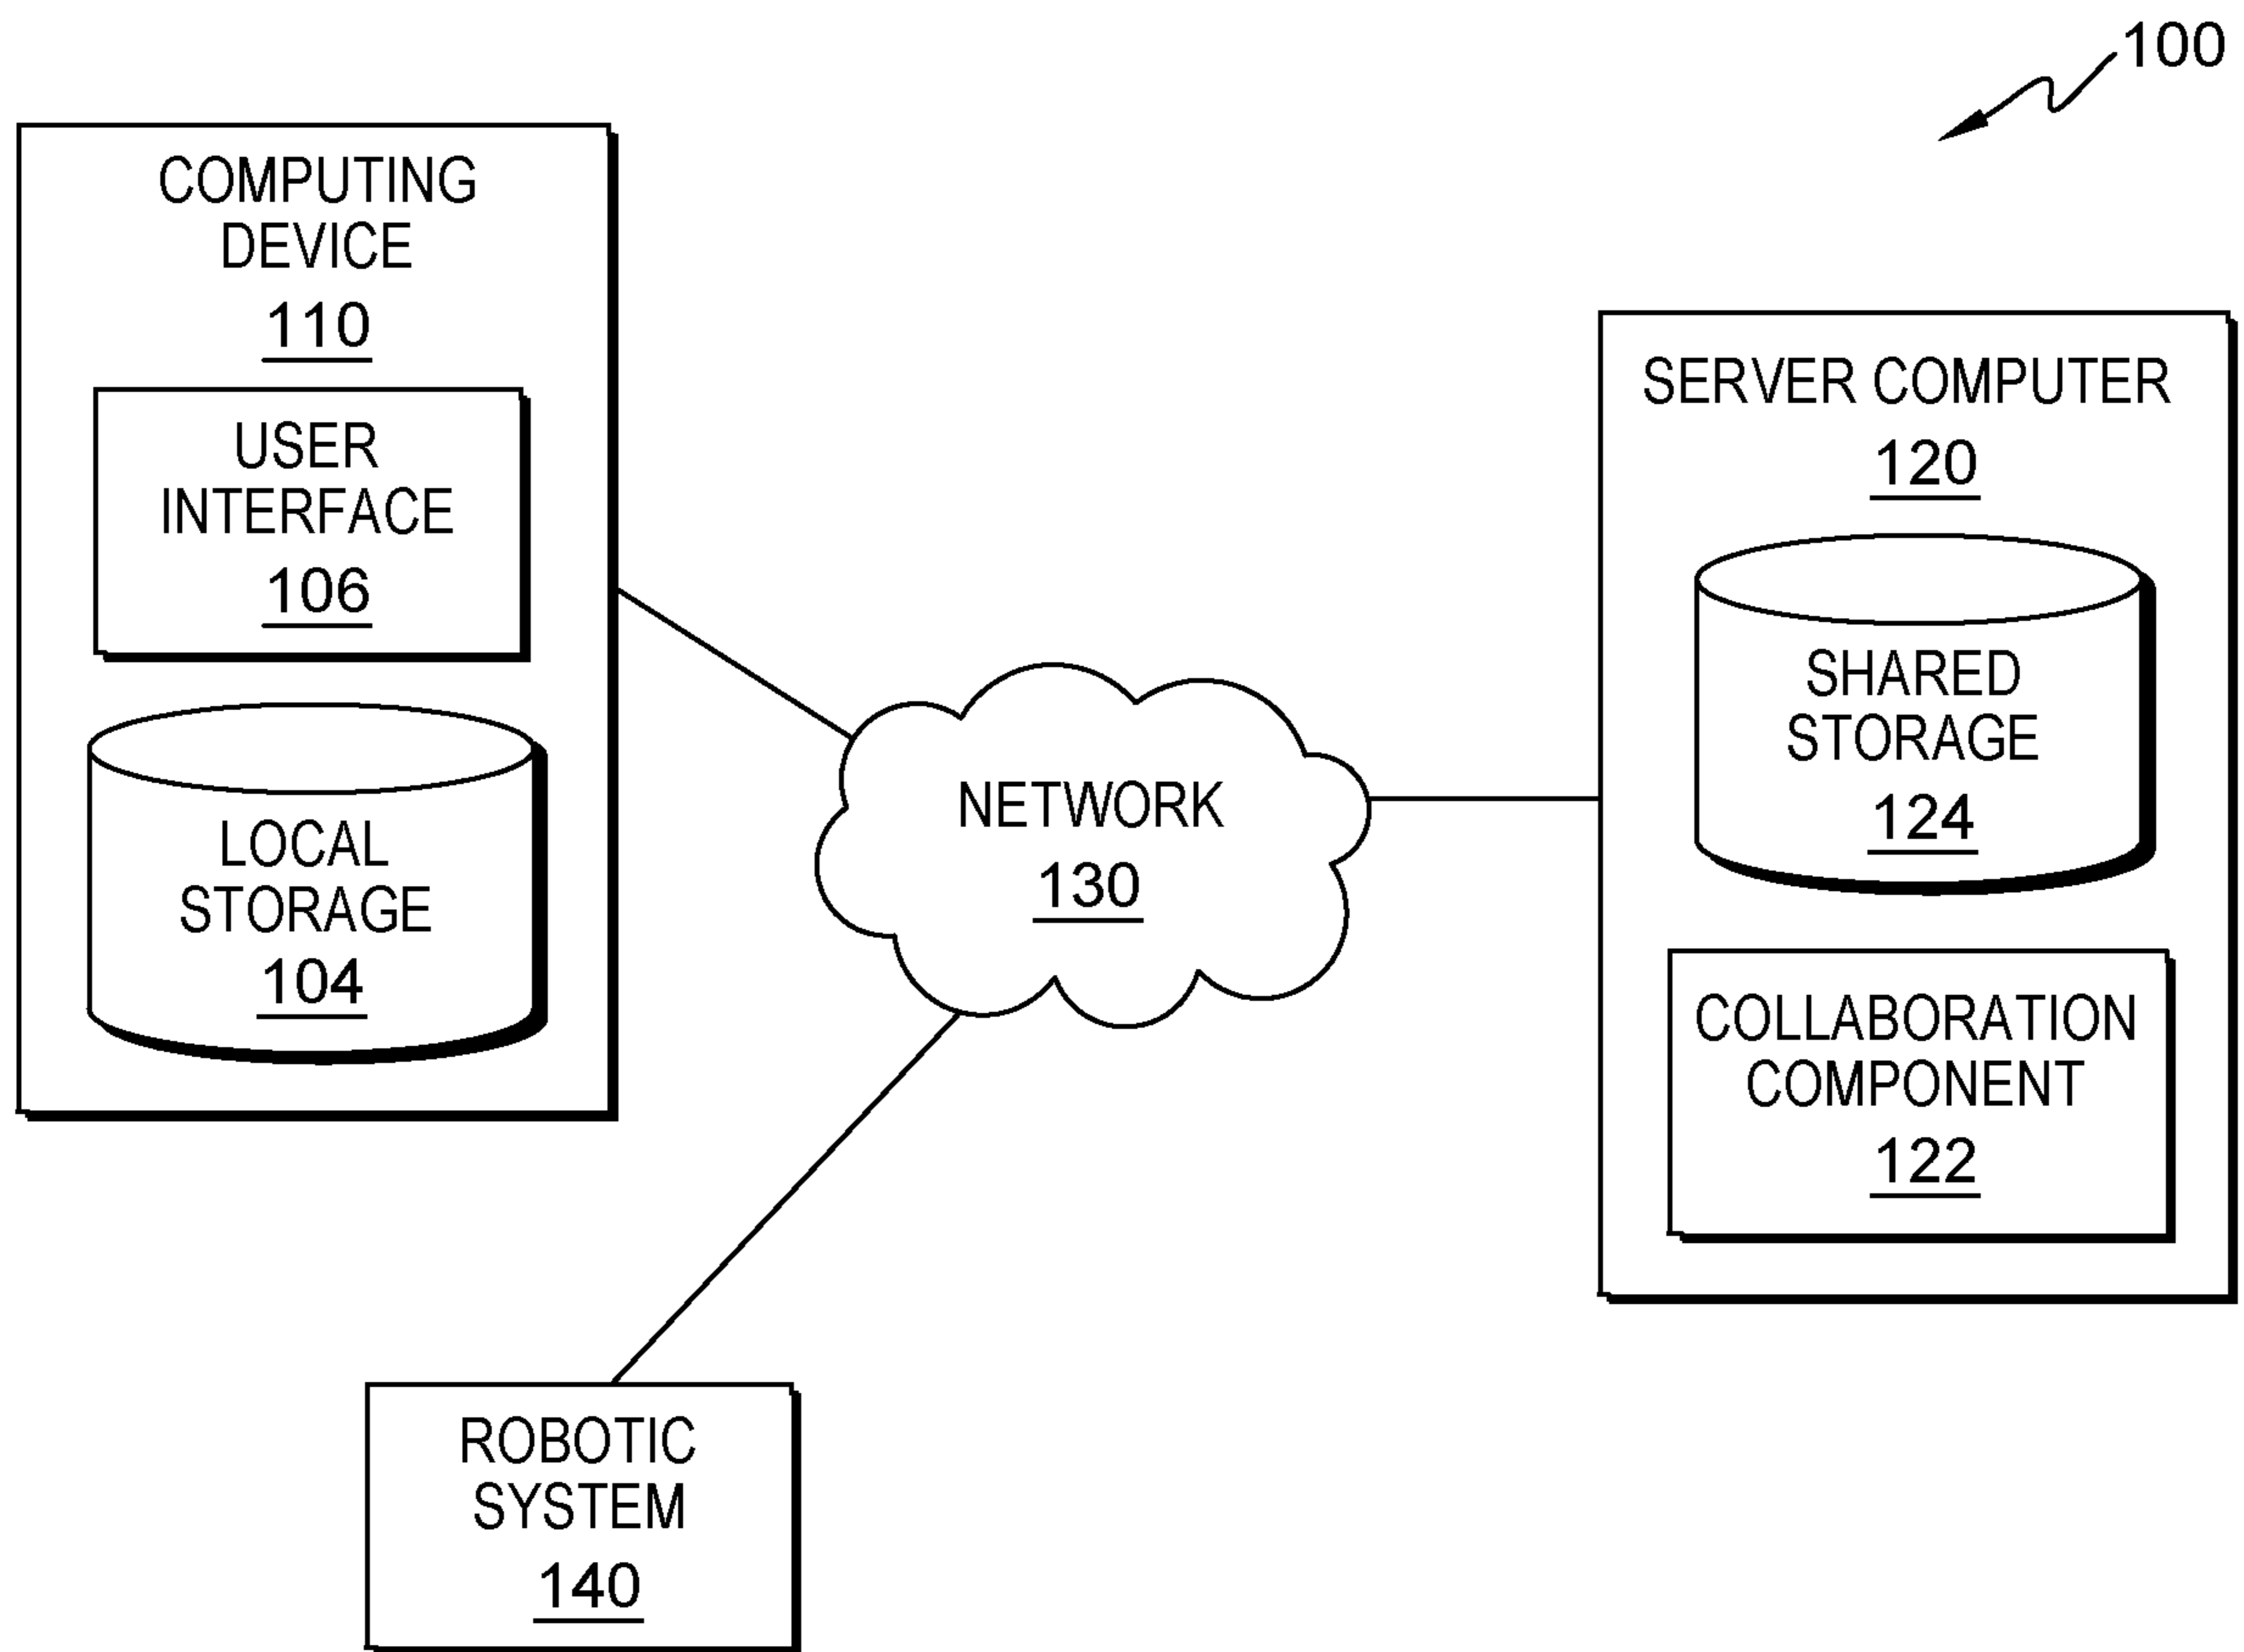 100
COMPUTING
DEVICE
110
USER
INTERFACE
106
LOCAL
STORAGE
104
NETWORK
130
SERVER COMPUTER
120
SHARED
STORAGE
124
COLLABORATION
COMPONENT
122
ROBOTIC
SYSTEM
140